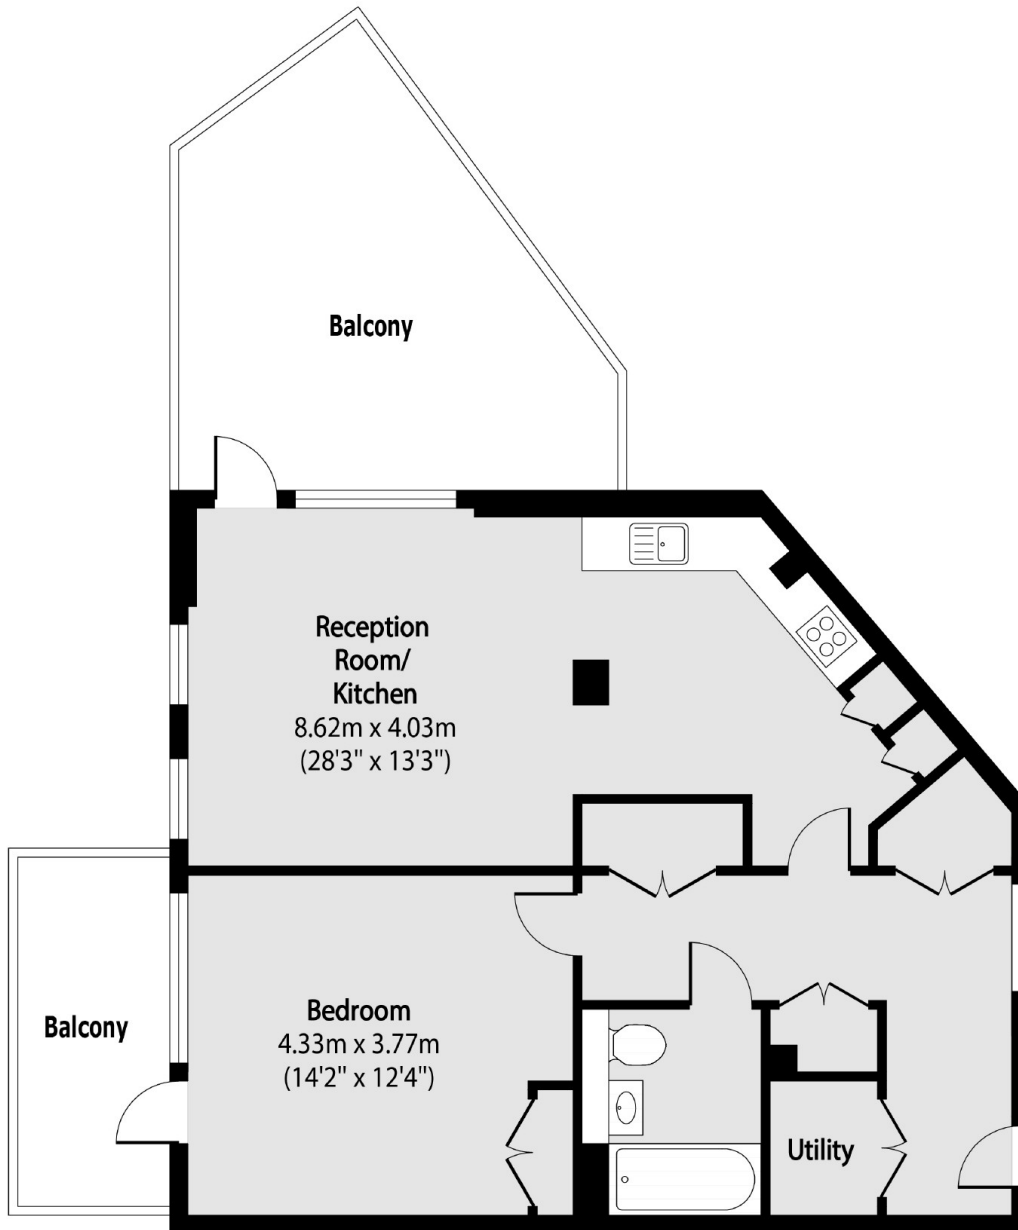 Balcony
Reception
Room/
Kitchen
8.62m x 4.03m
(28'3" x 13'3")
Balcony
Bedroom
4.33m x 3.77m
(14'2" x 12'4")
Utility